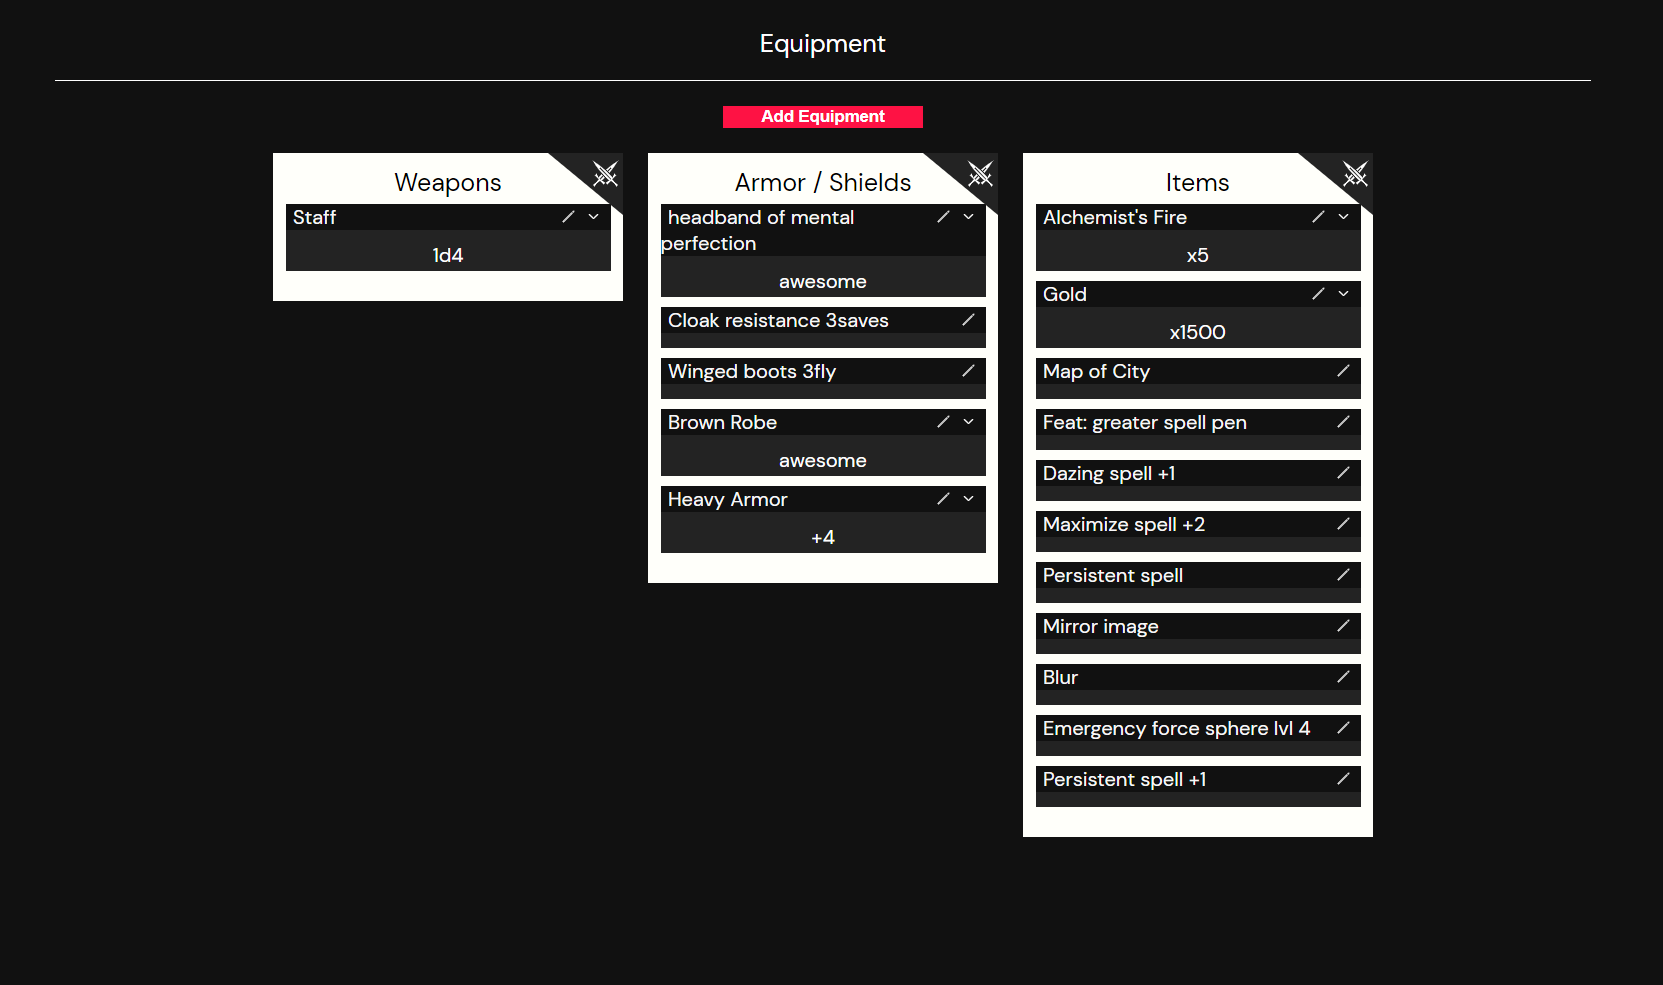 Equipment
Add Equipment
Weapons
Staff
1d4
Armor / Shields
headband of mental
perfection
awesome
Cloak resistance 3saves
Winged boots 3fly
Brown Robe
awesome
Heavy Armor
+4
Items
Alchemist's Fire
x5
Gold
x1500
Map of City
Feat: greater spell pen
Dazing spell +1
Maximize spell +2
Persistent spell
Mirror image
Blur
Emergency force sphere lvl 4
Persistent spell +1